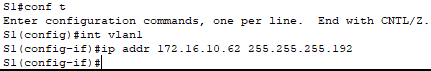 S1#conf t
Enter configuration commands, one per line.  End with CNTL/Z.
S1(config)#int vlan1
S1(config-if)#ip addr 172.16.10.62 255.255.255.192
S1(config-if)#